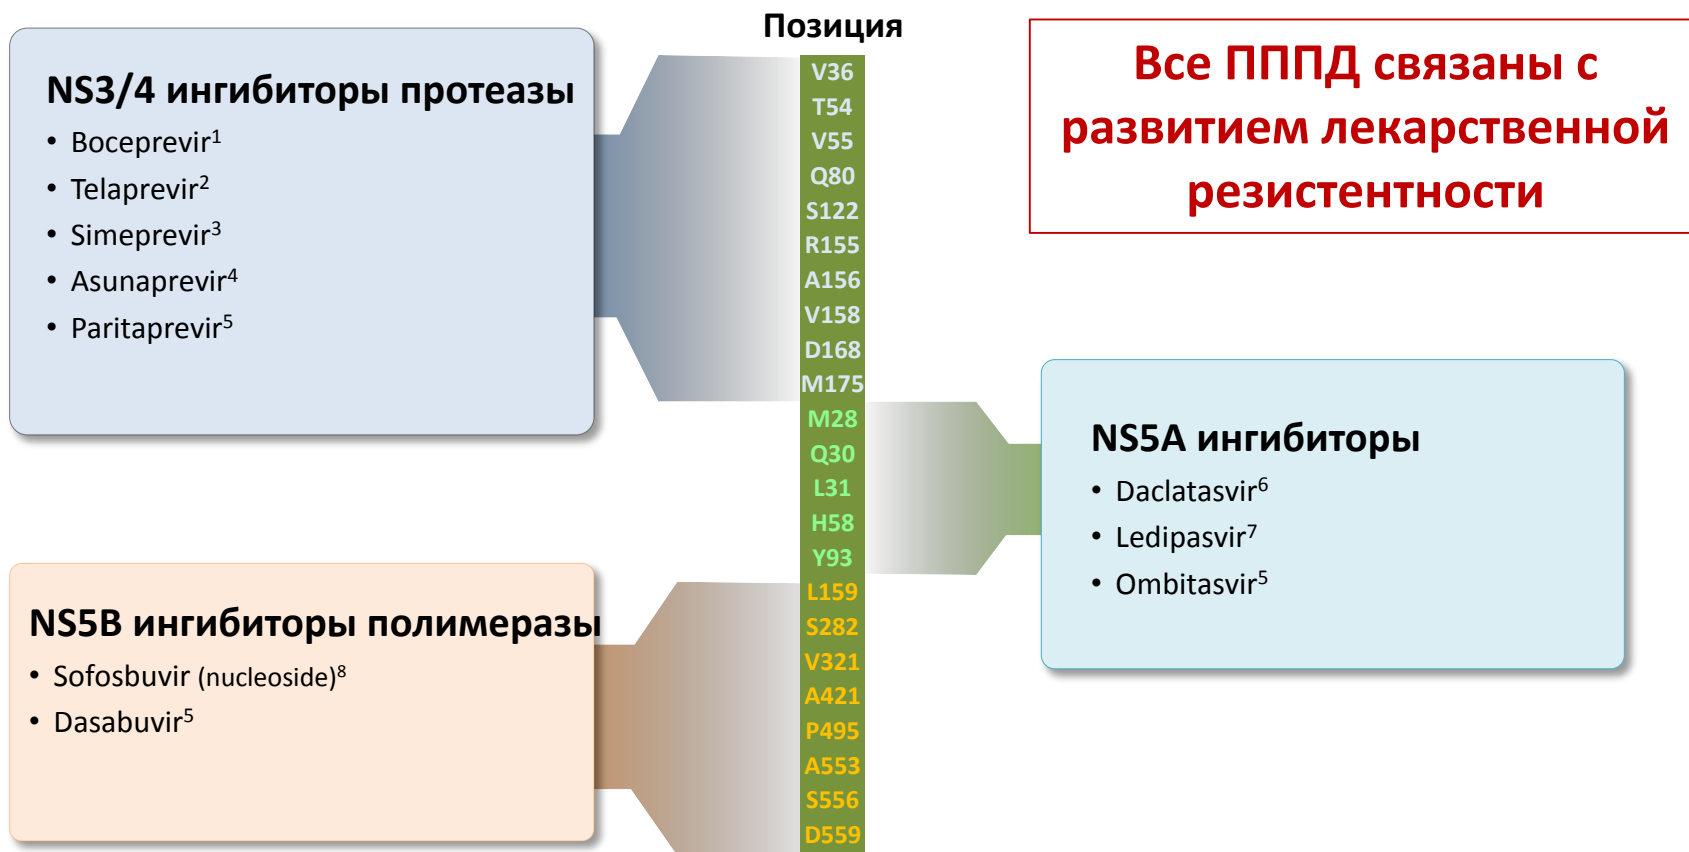 Позиция
NS3/4 ингибиторы протеазы
• Boceprevir¹
• Telaprevir²
• Simeprevir³
• Asunaprevir⁴
• Paritaprevir⁵
V36
T54
V55
Q80
S122
R155
A156
V158
D168
M175
M28
Q30
L31
H58
Y93
L159
S282
V321
A421
P495
A553
S556
D559
Все ПППД связаны с
развитием лекарственной
резистентности
NS5A ингибиторы
• Daclatasvir⁶
• Ledipasvir⁷
• Ombitasvir⁵
NS5B ингибиторы полимеразы
• Sofosbuvir (nucleoside)⁸
• Dasabuvir⁵